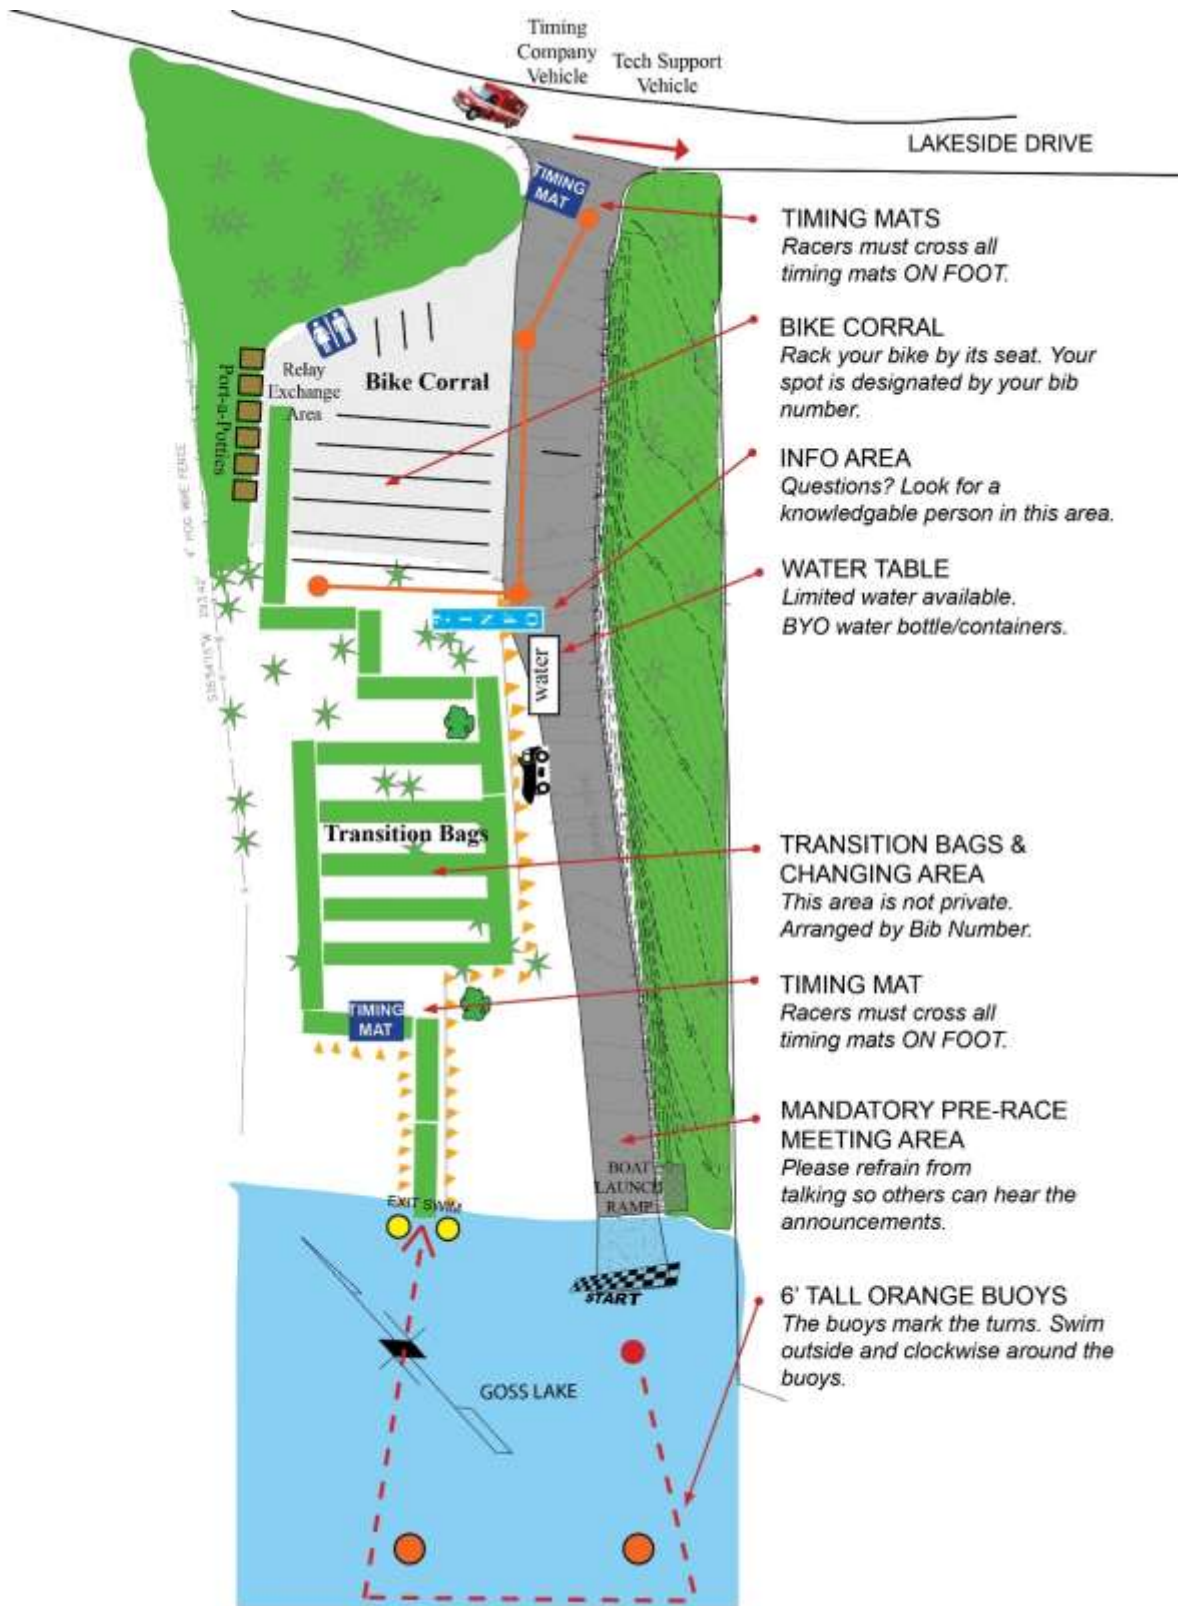 Timing
Company
Vehicle
Tech Support
Vehicle
LAKESIDE DRIVE
TIMING
MAT
TIMING MATS
Racers must cross all
timing mats ON FOOT.
BIKE CORRAL
Rack your bike by its seat. Your
spot is designated by your bib
number.
Relay
Exchange
Area
Bike Corral
Port-a-Potties
4' HOG WIRE FENCE
INFO AREA
Questions? Look for a
knowledgable person in this area.
WATER TABLE
Limited water available.
BYO water bottle/containers.
INFO
water
Transition Bags
TRANSITION BAGS &
CHANGING AREA
This area is not private.
Arranged by Bib Number.
TIMING
MAT
TIMING MAT
Racers must cross all
timing mats ON FOOT.
MANDATORY PRE-RACE
MEETING AREA
Please refrain from
talking so others can hear the
announcements.
BOAT
LAUNCH
RAMP
EXIT SWIM
START
6' TALL ORANGE BUOYS
The buoys mark the turns. Swim
outside and clockwise around the
buoys.
GOSS LAKE